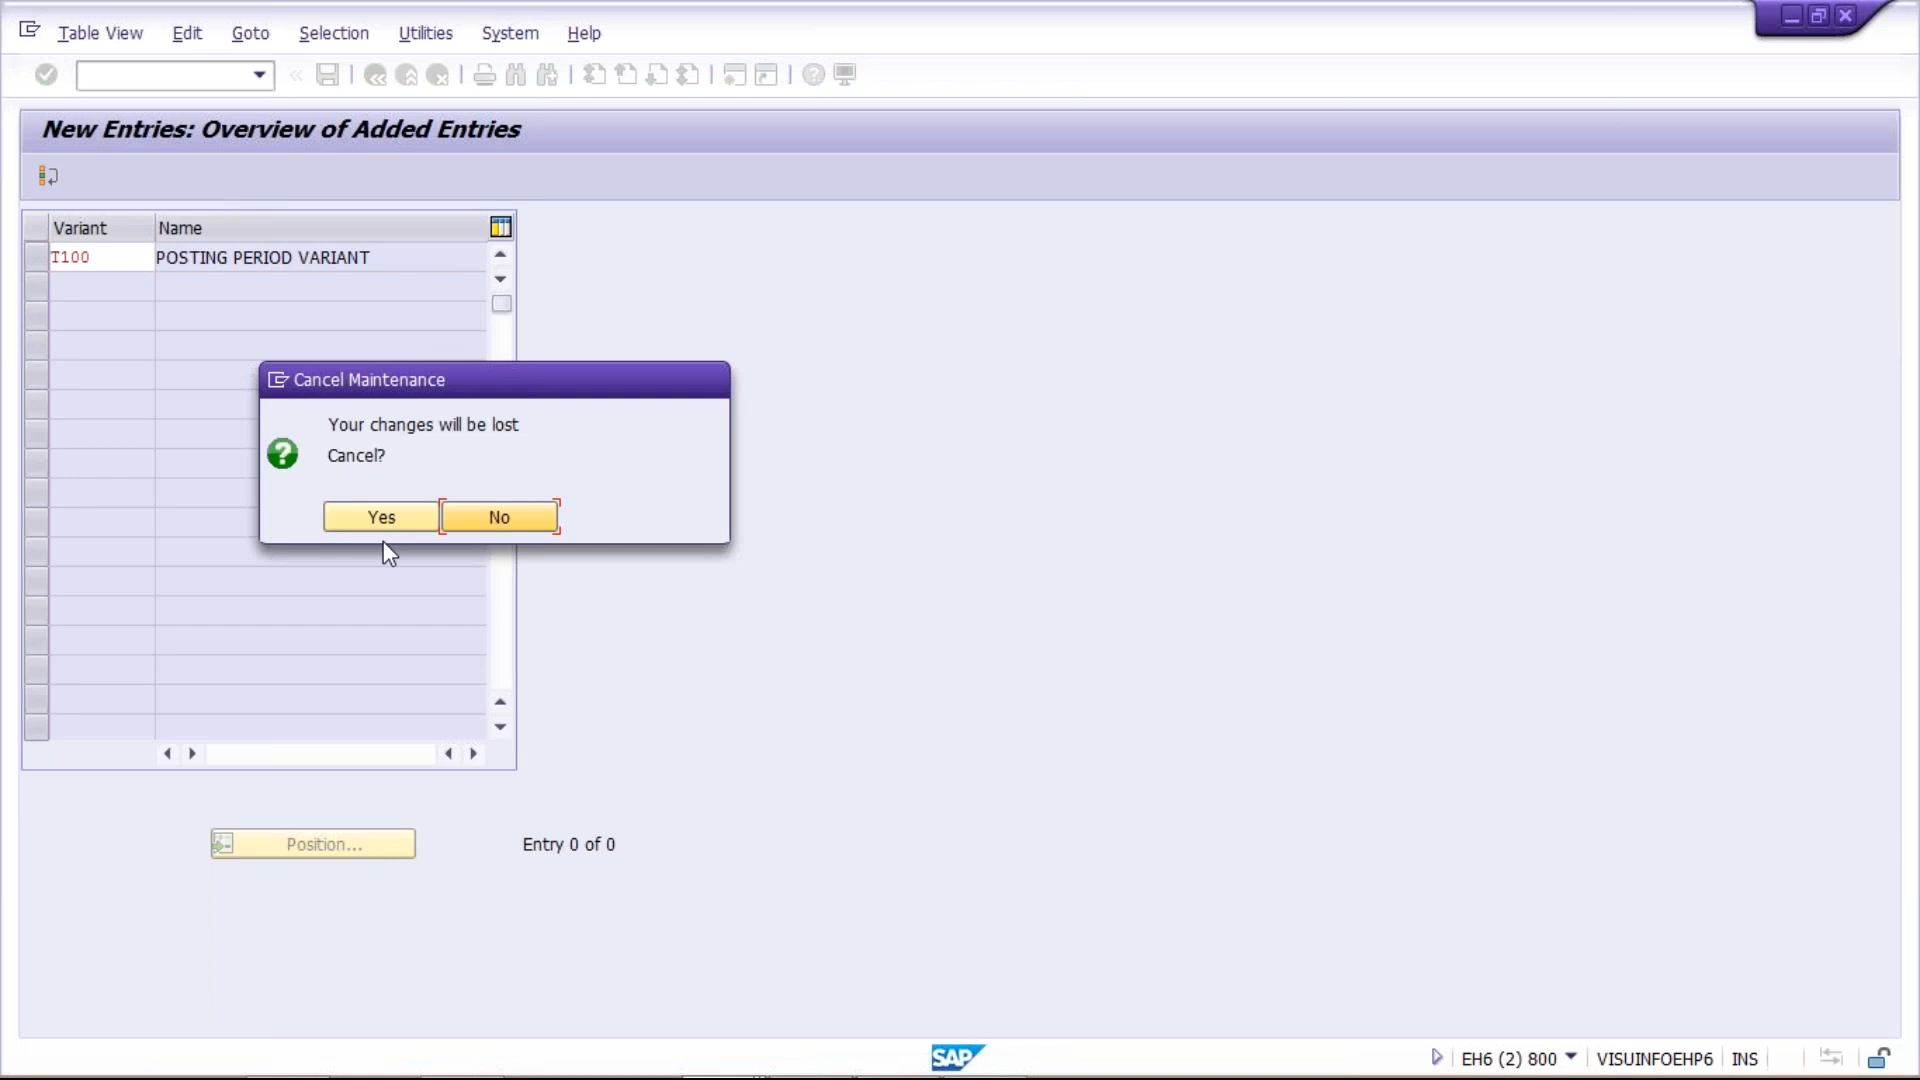 Table View Edit Goto Selection Utilities System Help
New Entries: Overview of Added Entries
Variant Name
T100 POSTING PERIOD VARIANT
Cancel Maintenance
Your changes will be lost
Cancel?
Yes No
Position... Entry 0 of 0
SAP EH6 (2) 800 VISUINFOEHP6 INS